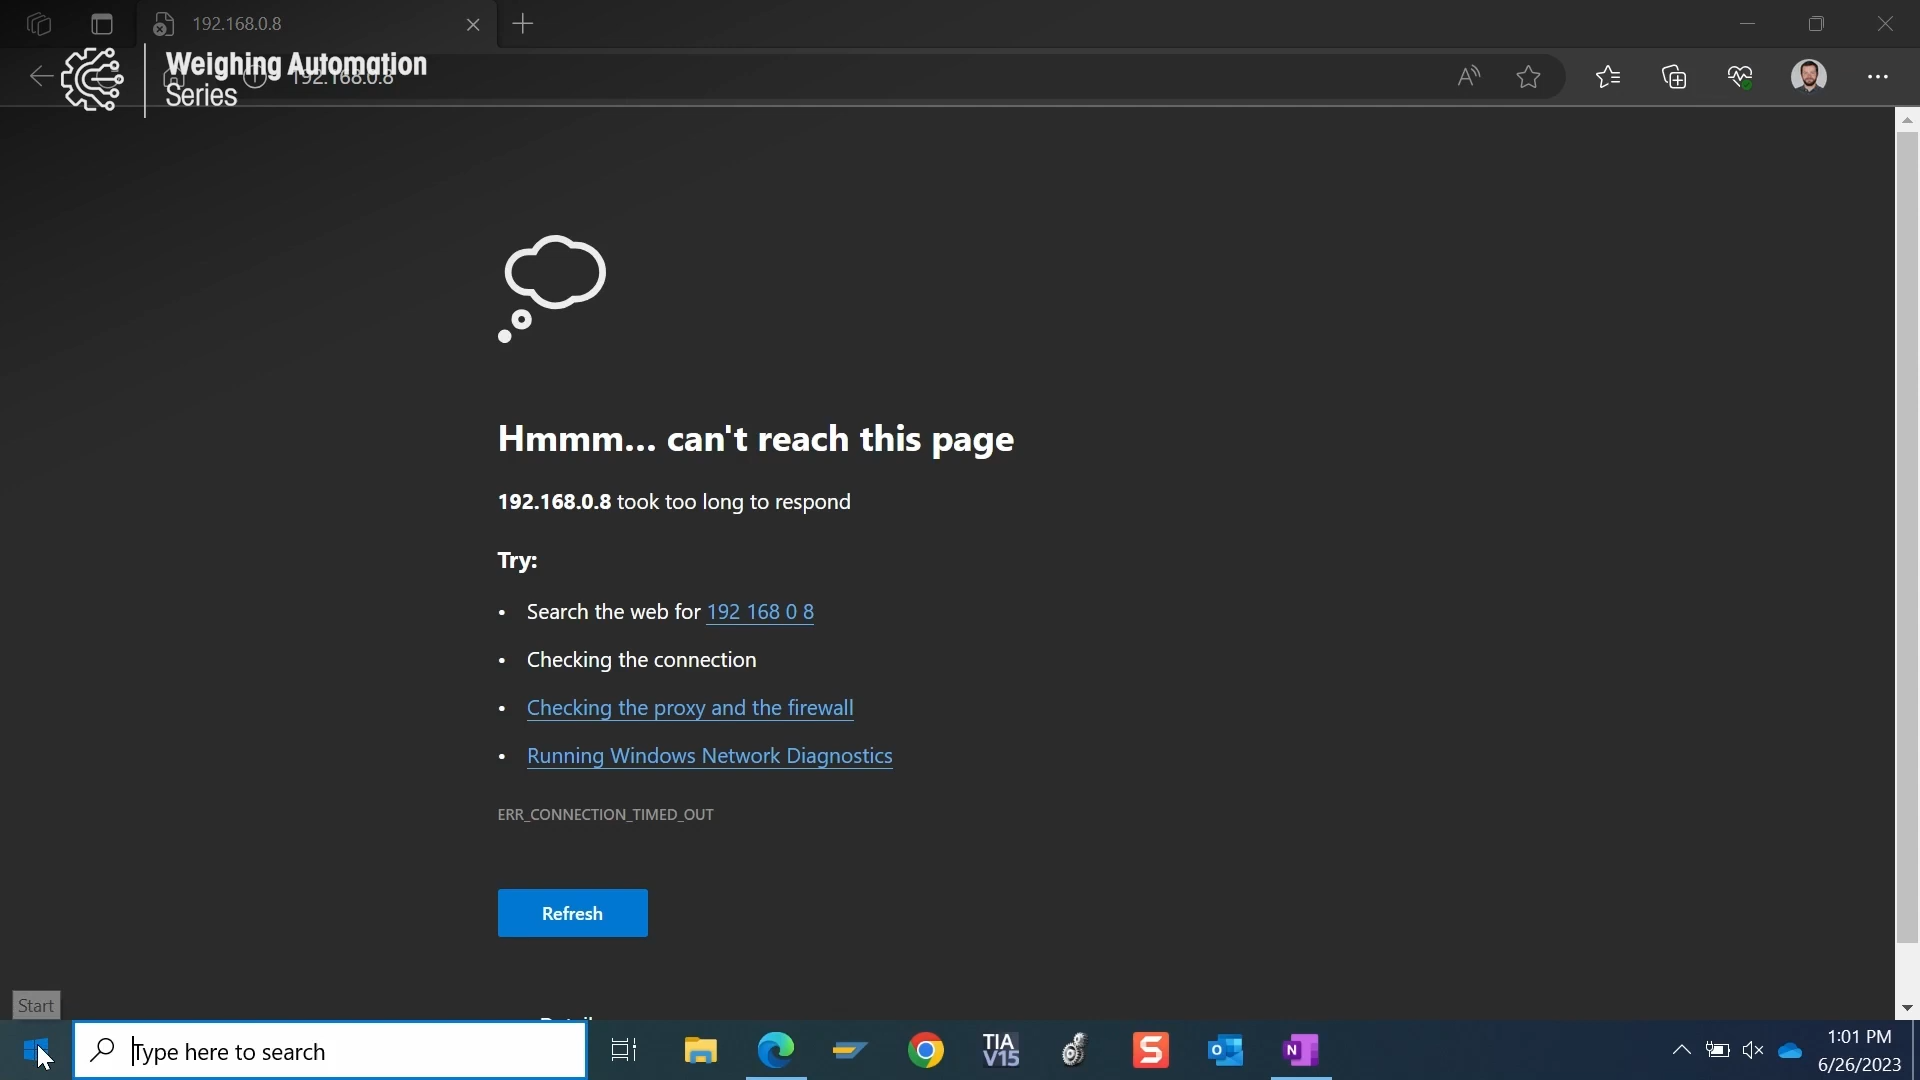 192.168.0.8
Weighing Automation
Series
192.168.0.8
Hmmm... can't reach this page
192.168.0.8 took too long to respond
Try:
• Search the web for 192 168 0 8
• Checking the connection
• Checking the proxy and the firewall
• Running Windows Network Diagnostics
ERR_CONNECTION_TIMED_OUT
Refresh
Start
Type here to search
TIA
V15
1:01 PM
6/26/2023